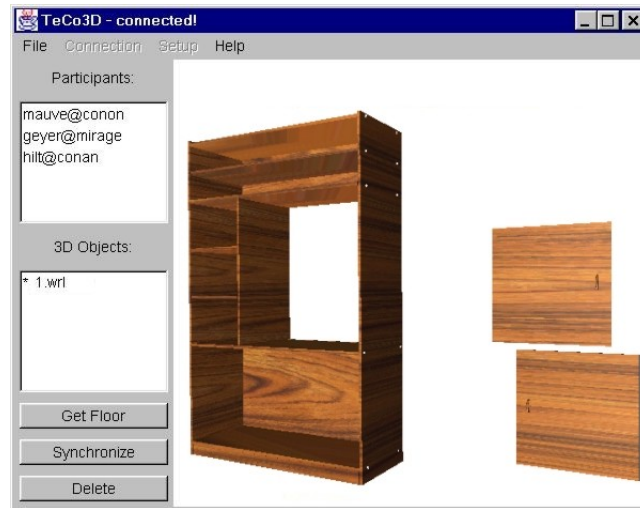 TeCo3D - connected!
File Connection Setup Help
Participants:
mauve@conon
geyer@mirage
hilt@conan
3D Objects:
* 1.wrl
Get Floor
Synchronize
Delete